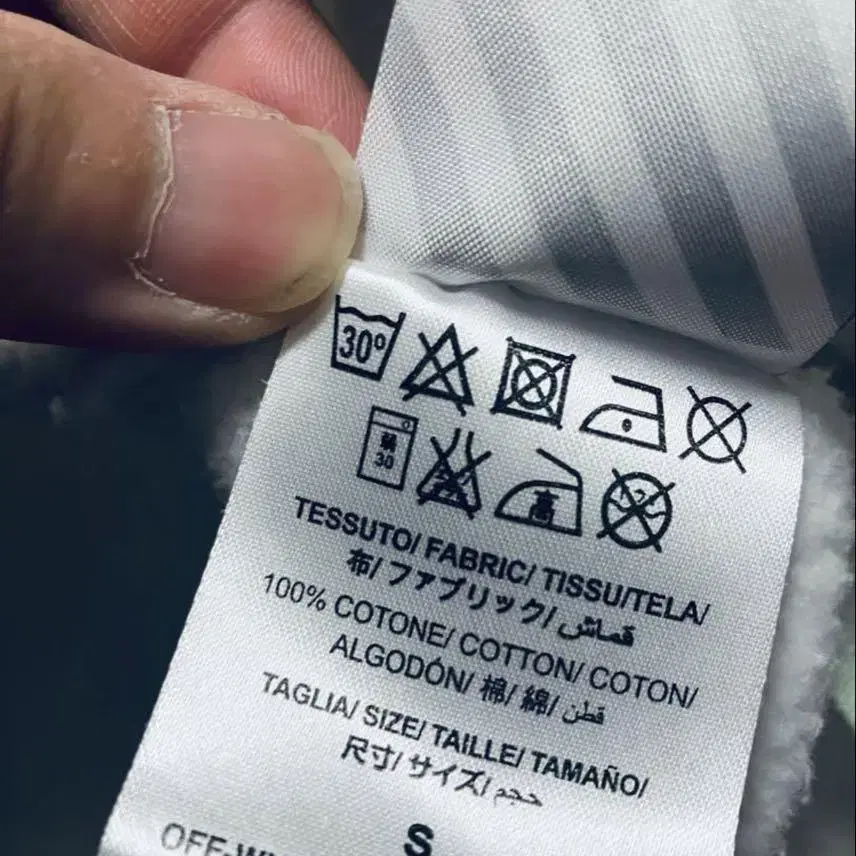 30°
30
高
TESSUTO/ FABRIC/ TISSU/TELA/
布/ ファブリック/ قماش
100% COTONE/ COTTON/ COTON/
ALGODÓN/ 棉/ 綿/ قطن
TAGLIA/ SIZE/ TAILLE/ TAMAÑO/
尺寸/ サイズ/ حجم
S